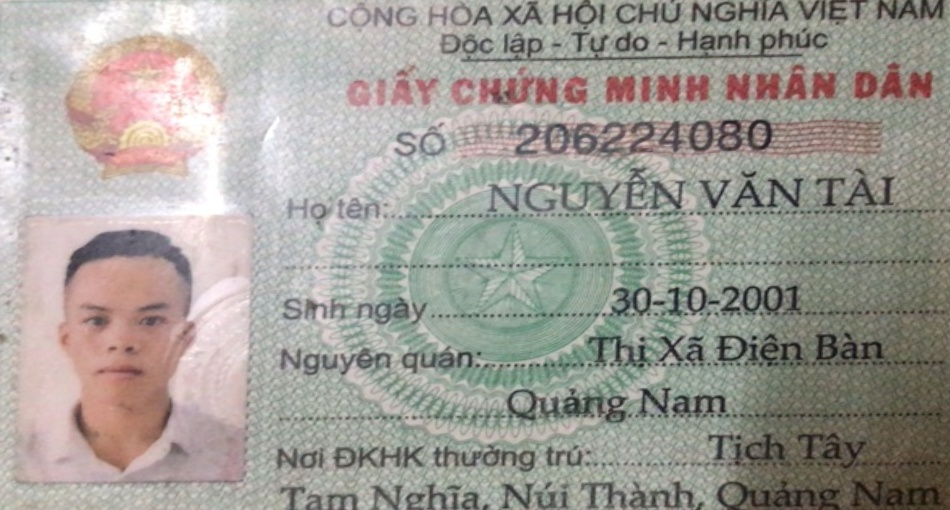 CỘNG HÒA XÃ HỘI CHỦ NGHĨA VIỆT NAM
Độc lập - Tự do - Hạnh phúc
GIẤY CHỨNG MINH NHÂN DÂN
SỐ 206224080
Họ tên: NGUYỄN VĂN TÀI
Sinh ngày 30-10-2001
Nguyên quán: Thị Xã Điện Bàn
Quảng Nam
Nơi ĐKHK thường trú: Tịch Tây
Tam Nghĩa, Núi Thành, Quảng Nam